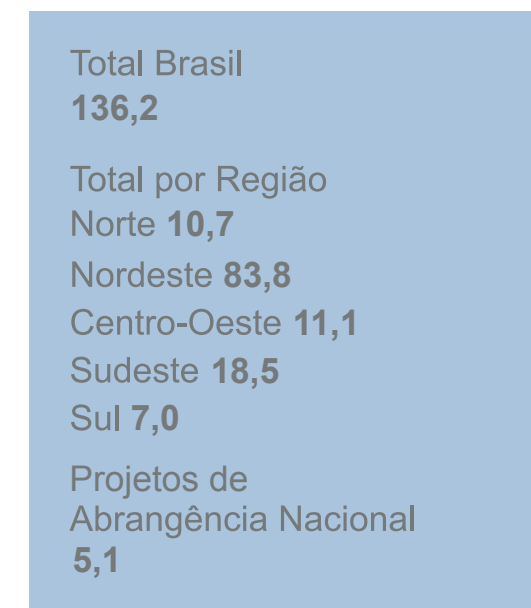 Total Brasil
136,2
Total por Região
Norte 10,7
Nordeste 83,8
Centro-Oeste 11,1
Sudeste 18,5
Sul 7,0
Projetos de
Abrangência Nacional
5,1